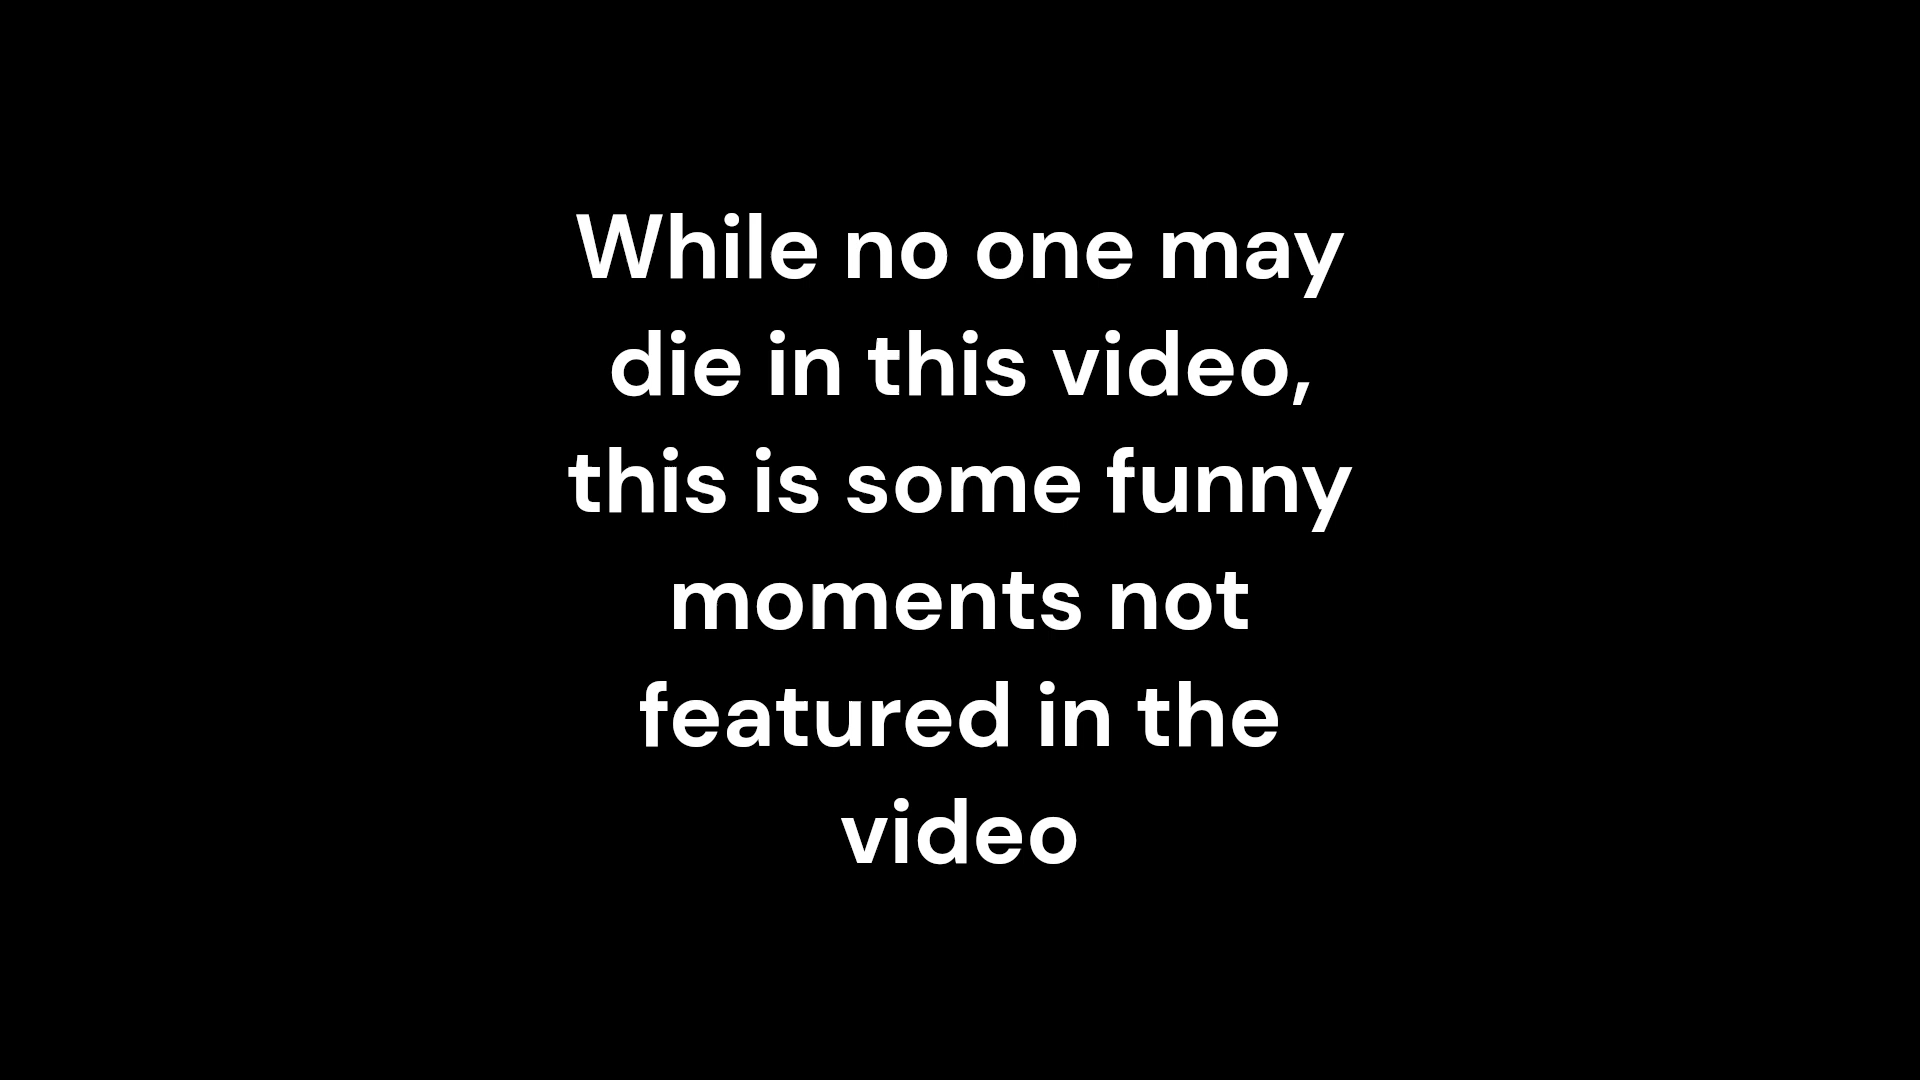 While no one may
die in this video,
this is some funny
moments not
featured in the
video